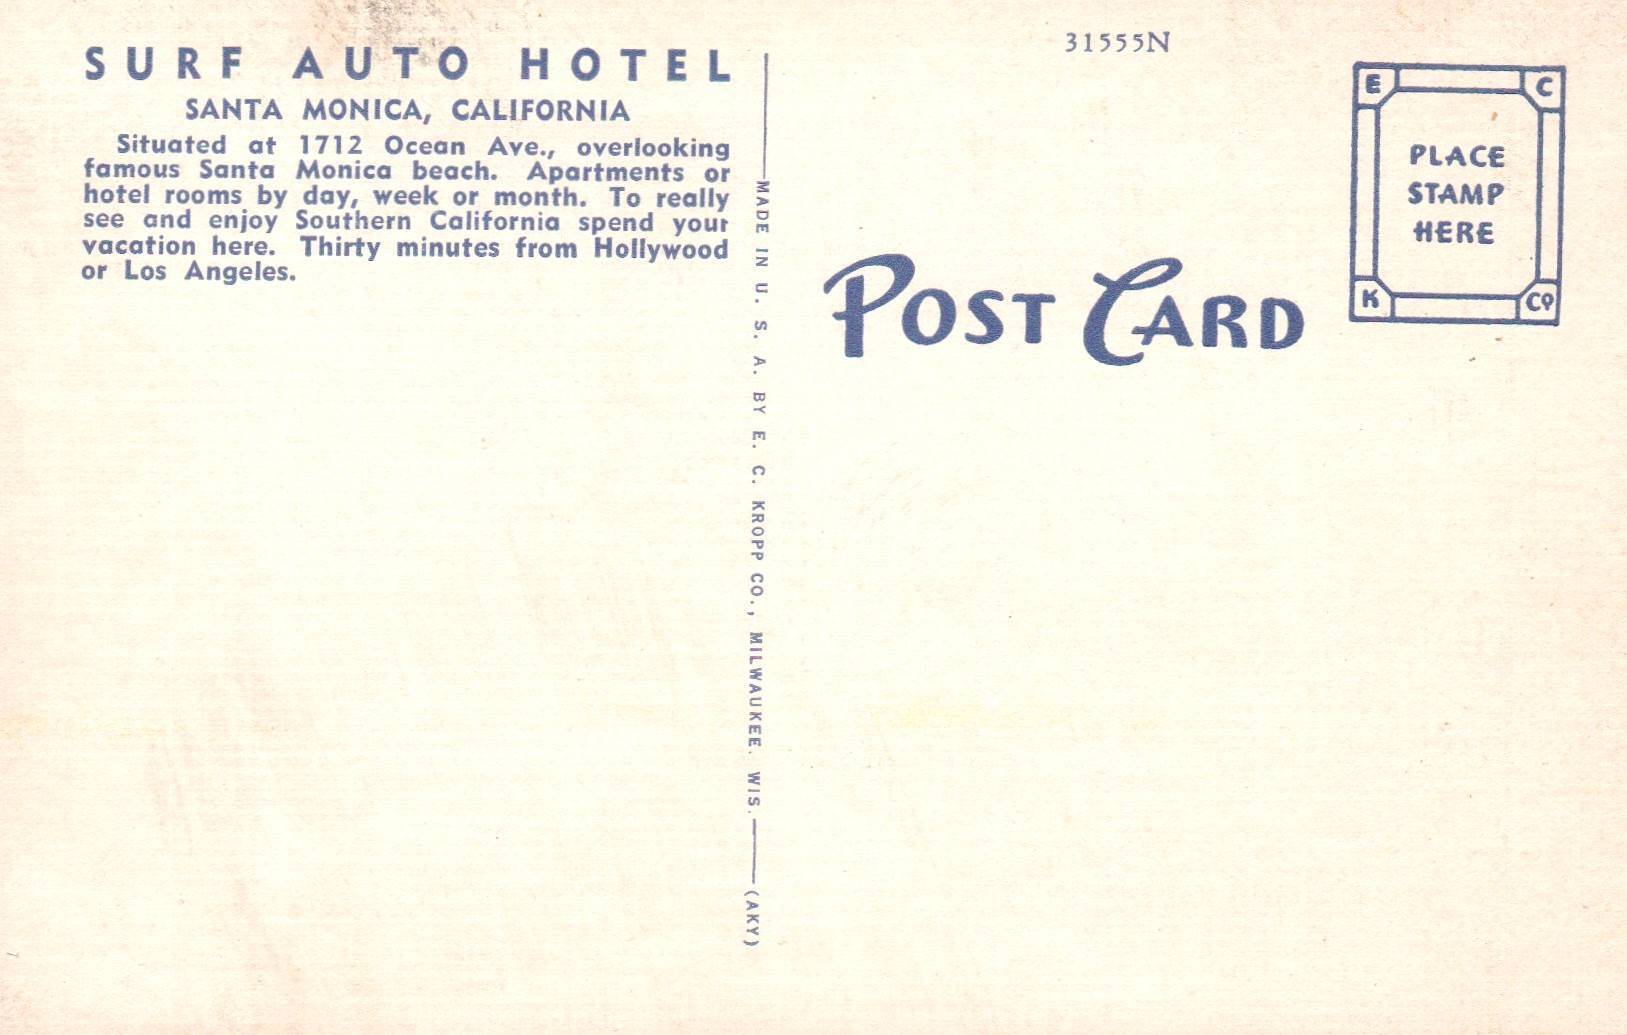 SURF AUTO HOTEL
SANTA MONICA, CALIFORNIA
Situated at 1712 Ocean Ave., overlooking
famous Santa Monica beach. Apartments or
hotel rooms by day, week or month. To really
see and enjoy Southern California spend your
vacation here. Thirty minutes from Hollywood
or Los Angeles.
MADE IN U. S. A. BY E. C. KROPP CO., MILWAUKEE, WIS.
(AKY)
31555N
E C
PLACE
STAMP
HERE
K CO
POST CARD